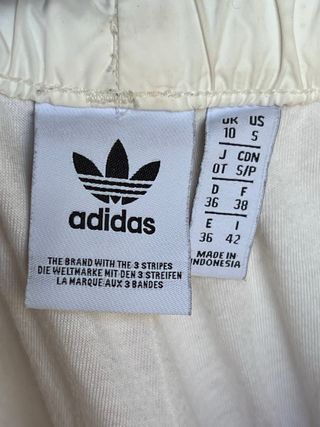 adidas
THE BRAND WITH THE 3 STRIPES
DIE WELTMARKE MIT DEN 3 STREIFEN
LA MARQUE AUX 3 BANDES
UK US
10 S
J CDN
OT S/P
D F
36 38
E I
36 42
MADE IN
INDONESIA